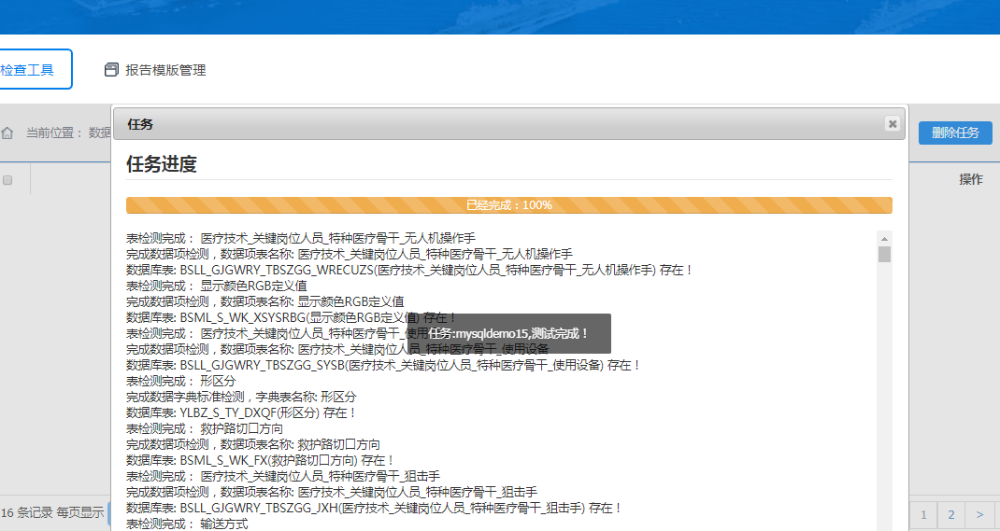 检查工具
报告模版管理
当前位置： 数据
删除任务
操作
任务
任务进度
已经完成：100%
表检测完成： 医疗技术_关键岗位人员_特种医疗骨干_无人机操作手
完成数据项检测，数据项表名称: 医疗技术_关键岗位人员_特种医疗骨干_无人机操作手
数据库表: BSLL_GJGWRY_TBSZGG_WRECUZS(医疗技术_关键岗位人员_特种医疗骨干_无人机操作手) 存在！
表检测完成： 显示颜色RGB定义值
完成数据项检测，数据项表名称: 显示颜色RGB定义值
数据库表: BSML_S_WK_XSYSRBG(显示颜色RGB定义值) 存在！
表检测完成： 医疗技术_关键岗位人员_特种医疗骨干_使用
任务:mysqldemo15,测试完成！
完成数据项检测，数据项表名称: 医疗技术_关键岗位人员_特种医疗骨干_使用设备
数据库表: BSLL_GJGWRY_TBSZGG_SYSB(医疗技术_关键岗位人员_特种医疗骨干_使用设备) 存在！
表检测完成： 形区分
完成数据字典标准检测，字典表名称: 形区分
数据库表: YLBZ_S_TY_DXQF(形区分) 存在！
表检测完成： 救护路切口方向
完成数据项检测，数据项表名称: 救护路切口方向
数据库表: BSML_S_WK_FX(救护路切口方向) 存在！
表检测完成： 医疗技术_关键岗位人员_特种医疗骨干_狙击手
完成数据项检测，数据项表名称: 医疗技术_关键岗位人员_特种医疗骨干_狙击手
数据库表: BSLL_GJGWRY_TBSZGG_JXH(医疗技术_关键岗位人员_特种医疗骨干_狙击手) 存在！
表检测完成： 输送方式
16 条记录 每页显示
1 2 >